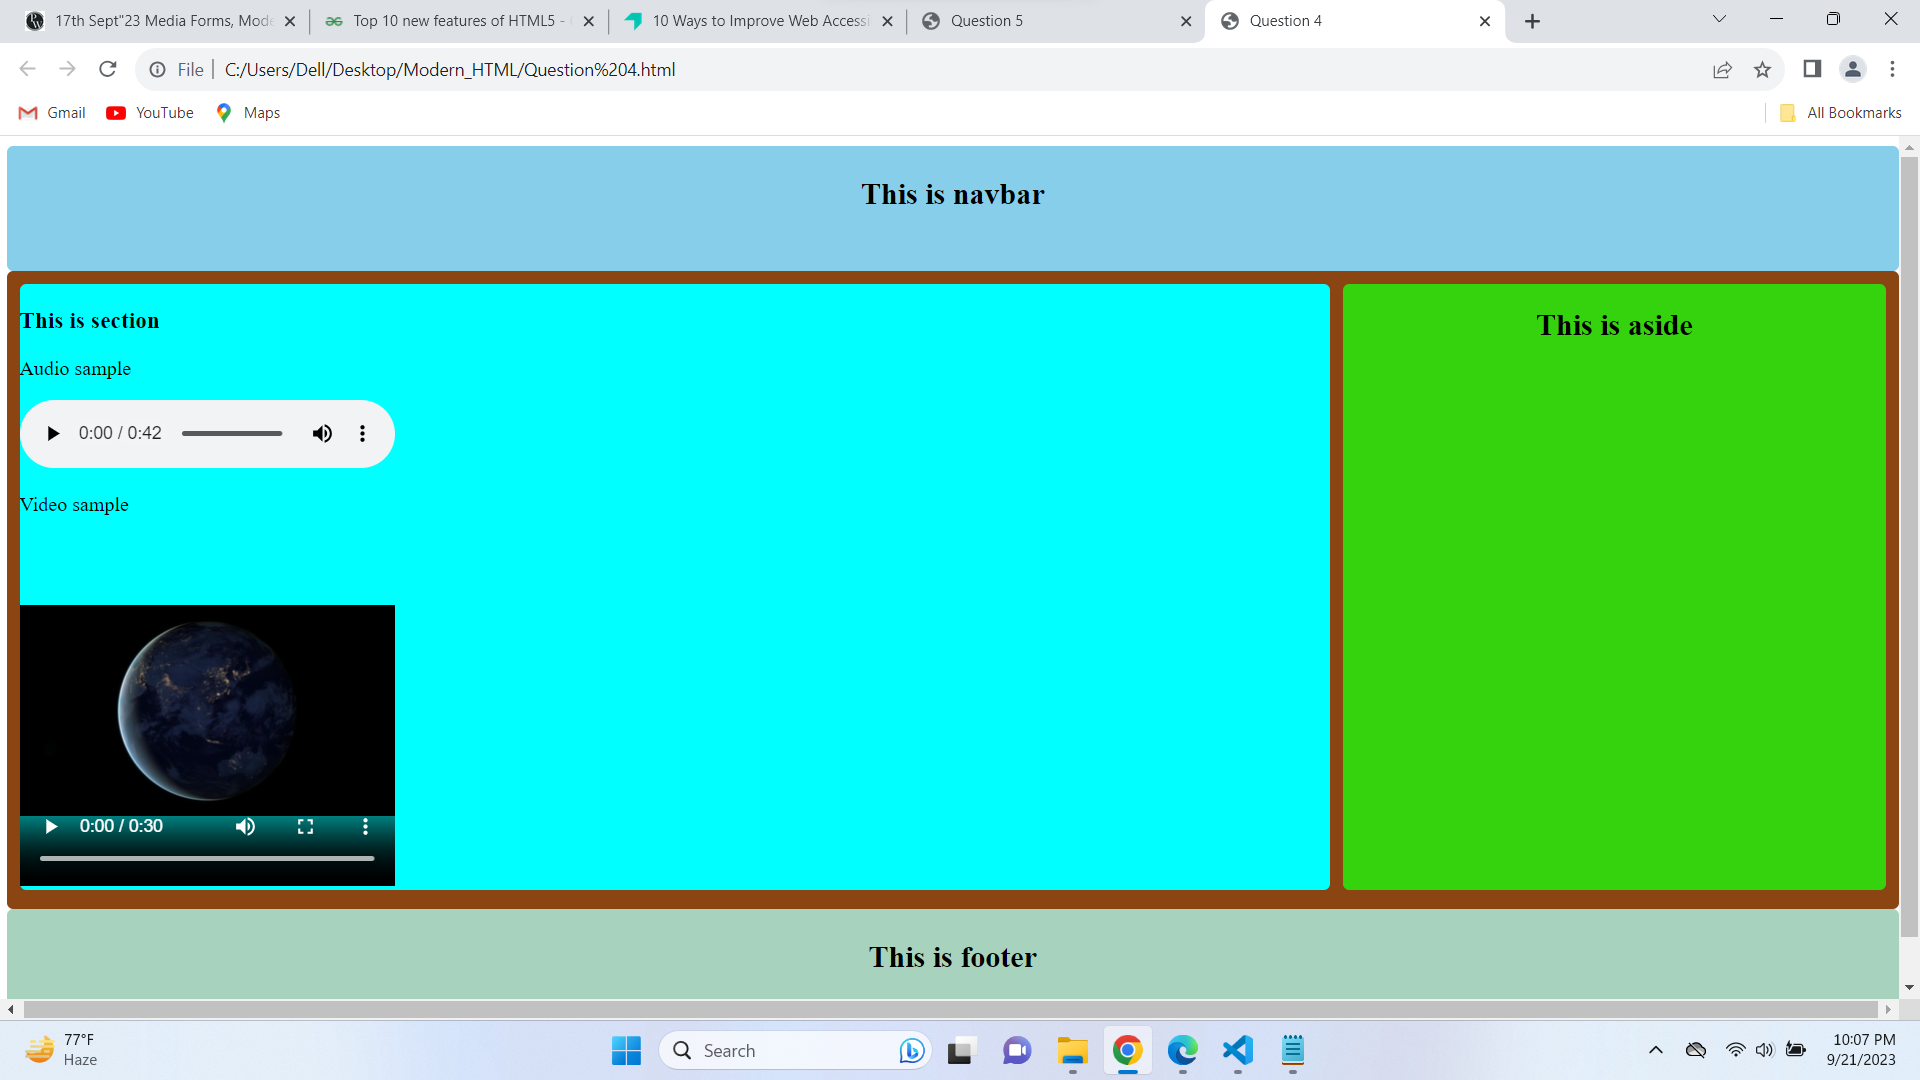 17th Sept"23 Media Forms, Mode
Top 10 new features of HTML5 -
10 Ways to Improve Web Accessi
Question 5
Question 4
File
C:/Users/Dell/Desktop/Modern_HTML/Question%204.html
Gmail
YouTube
Maps
All Bookmarks
This is navbar
This is section
This is aside
Audio sample
0:00 / 0:42
Video sample
0:00 / 0:30
This is footer
77°F
Haze
Search
10:07 PM
9/21/2023